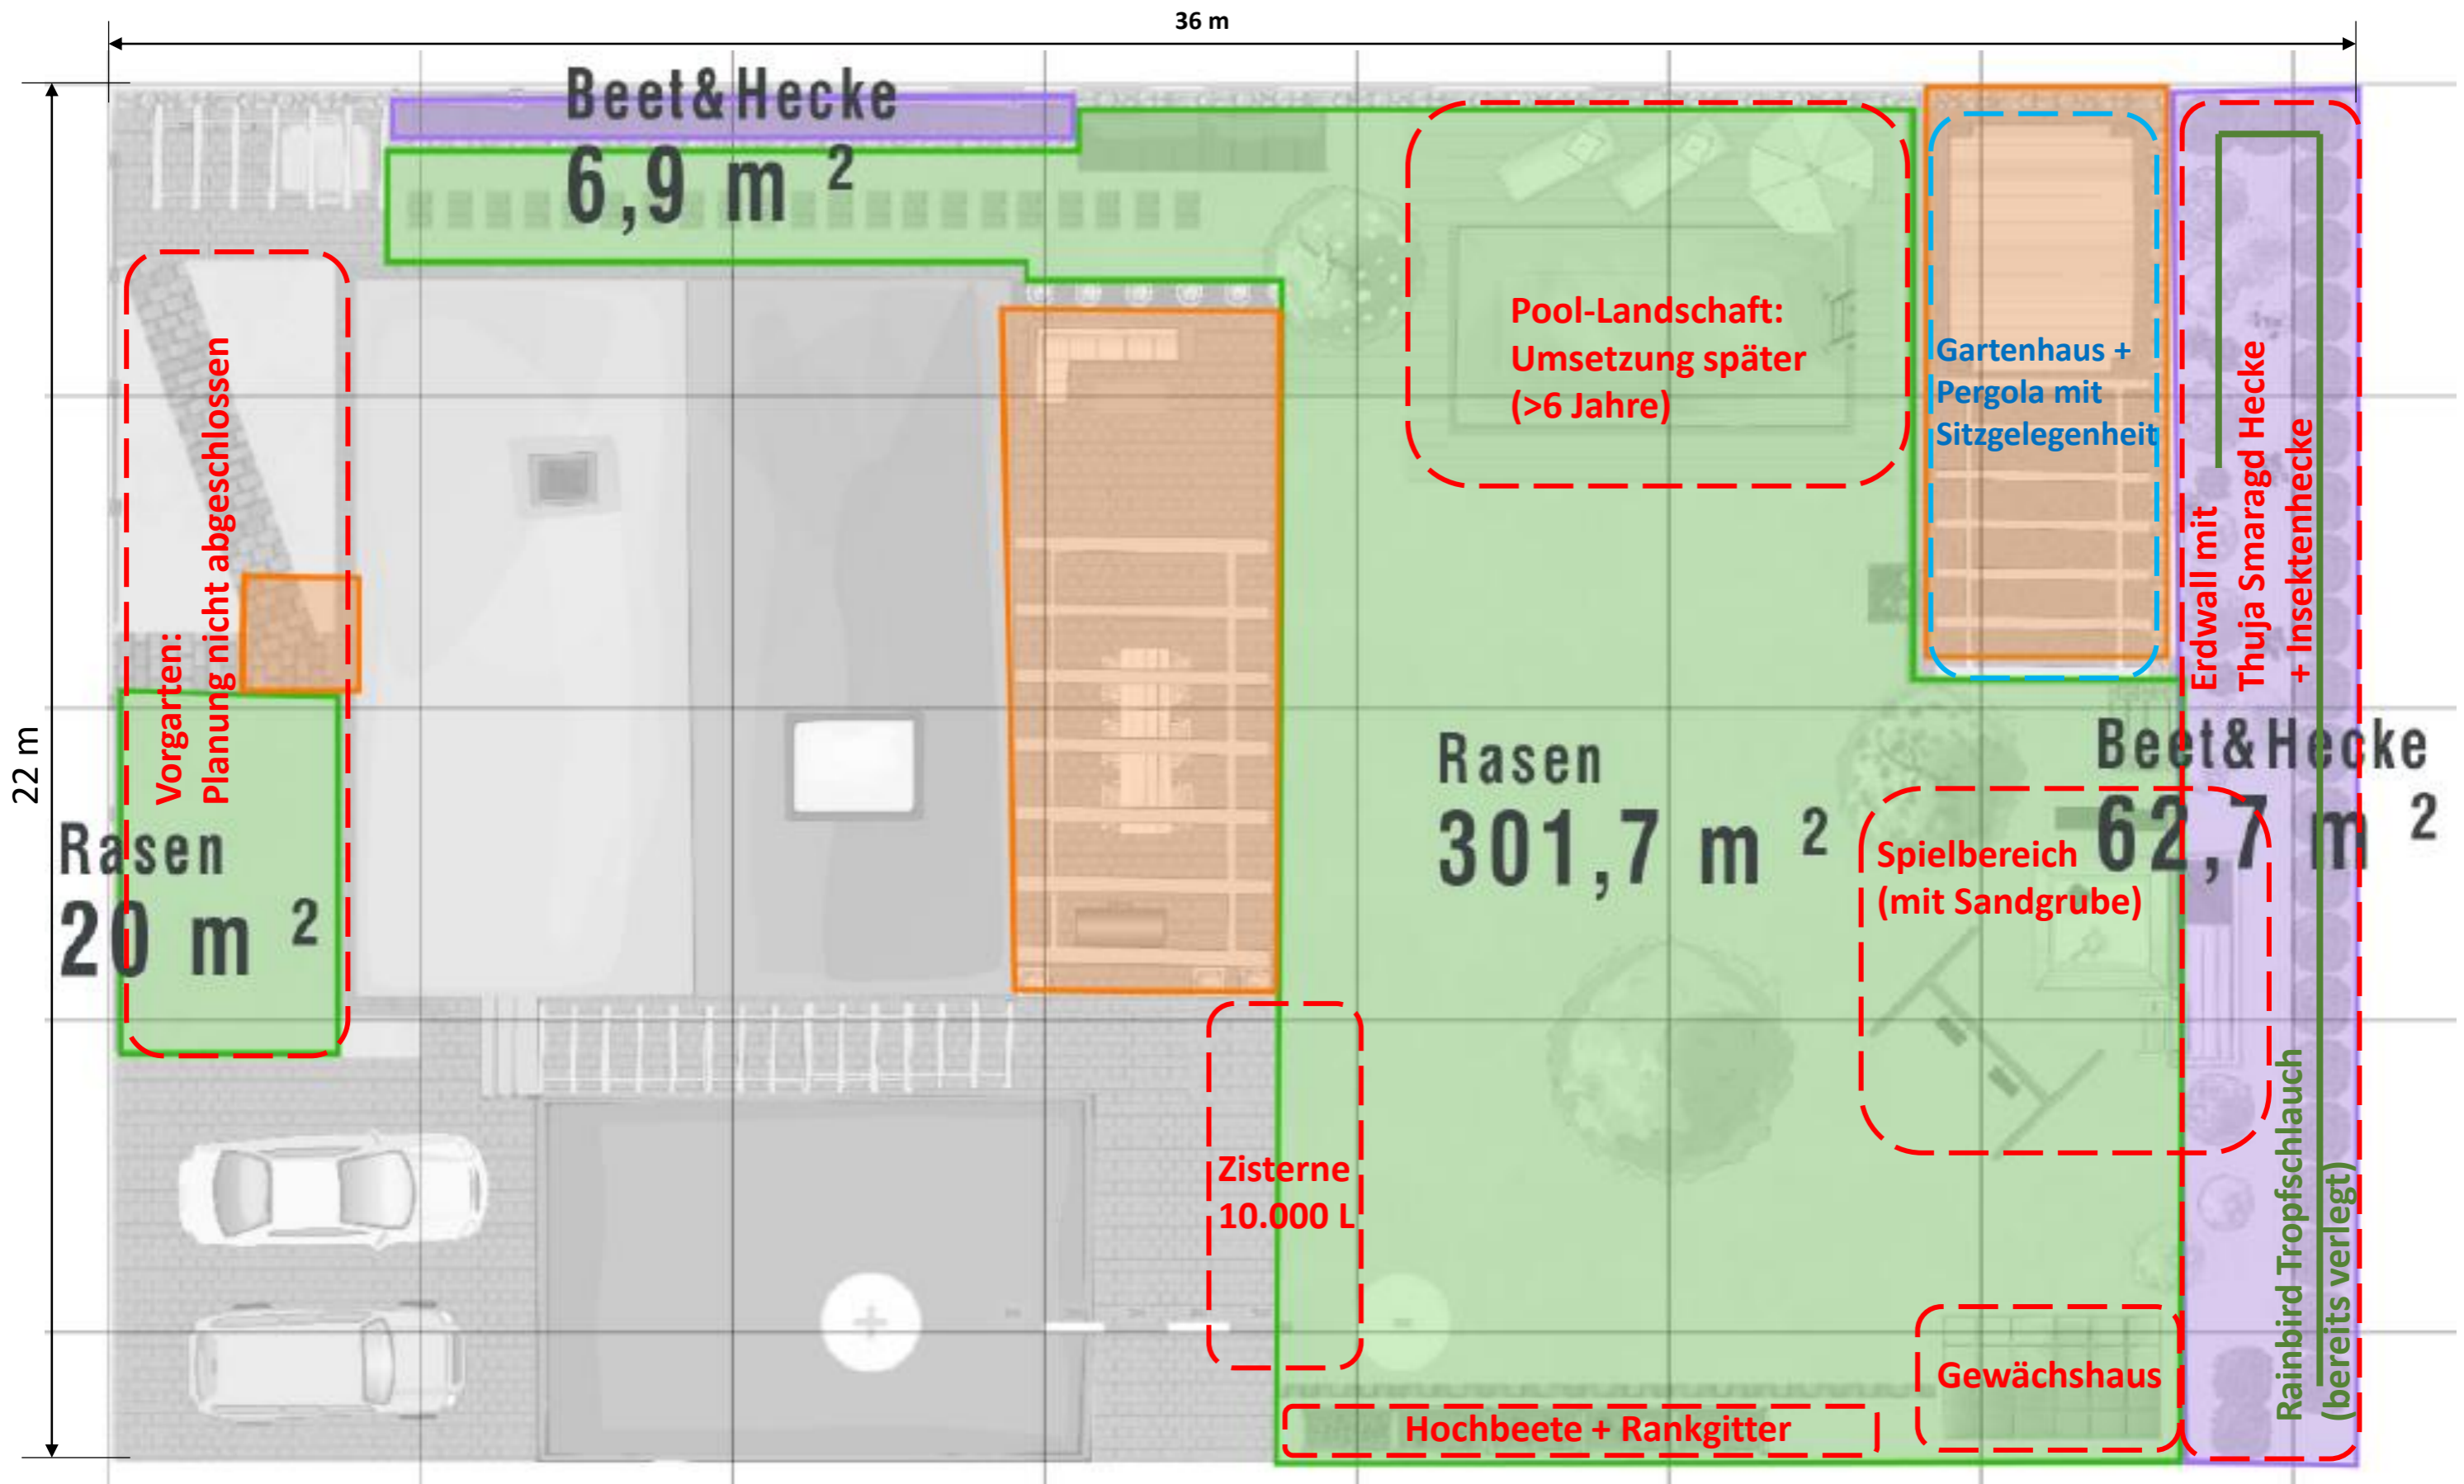 36 m
22 m
Beet&Hecke
6,9 m ²
Pool-Landschaft:
Umsetzung später
(>6 Jahre)
Gartenhaus +
Pergola mit
Sitzgelegenheit
Erdwall mit
Thuja Smaragd Hecke
+ Insektenhecke
Vorgarten:
Planung nicht abgeschlossen
Rasen
20 m ²
Rasen
301,7 m ²
Beet&Hecke
62,7 m ²
Spielbereich
(mit Sandgrube)
Zisterne
10.000 L
Rainbird Tropfschlauch
(bereits verlegt)
Gewächshaus
Hochbeete + Rankgitter